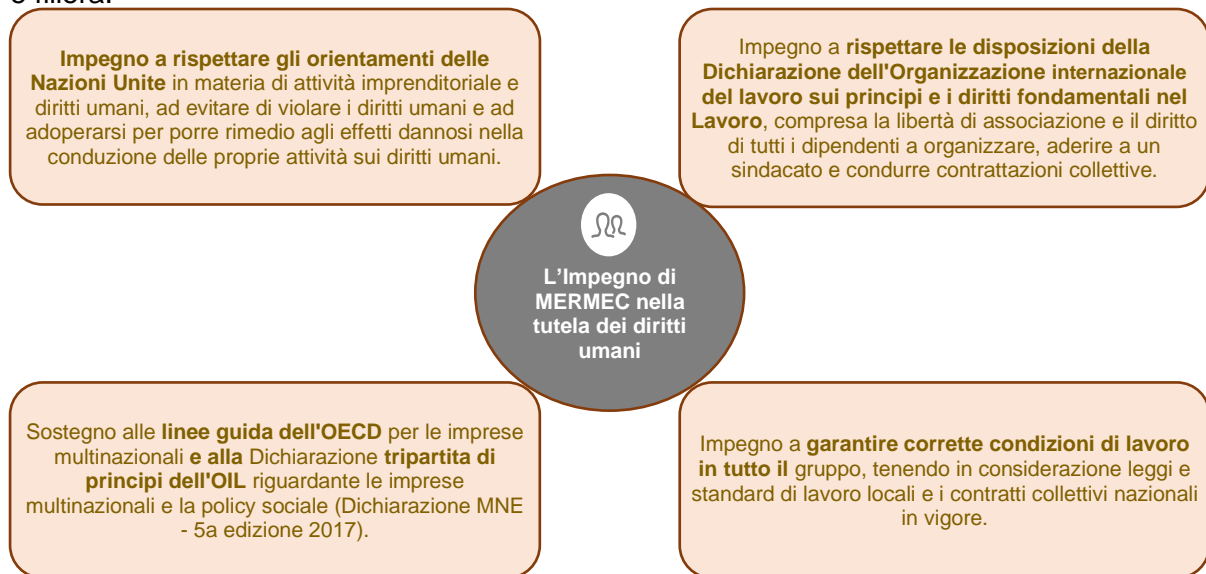 Impegno a rispettare gli orientamenti delle
Nazioni Unite in materia di attività imprenditoriale e
diritti umani, ad evitare di violare i diritti umani e ad
adoperarsi per porre rimedio agli effetti dannosi nella
conduzione delle proprie attività sui diritti umani.
Impegno a rispettare le disposizioni della
Dichiarazione dell'Organizzazione internazionale
del lavoro sui principi e i diritti fondamentali nel
Lavoro, compresa la libertà di associazione e il diritto
di tutti i dipendenti a organizzare, aderire a un
sindacato e condurre contrattazioni collettive.
L'Impegno di
MERMEC nella
tutela dei diritti
umani
Sostegno alle linee guida dell'OECD per le imprese
multinazionali e alla Dichiarazione tripartita di
principi dell'OIL riguardante le imprese
multinazionali e la policy sociale (Dichiarazione MNE
- 5a edizione 2017).
Impegno a garantire corrette condizioni di lavoro
in tutto il gruppo, tenendo in considerazione leggi e
standard di lavoro locali e i contratti collettivi nazionali
in vigore.